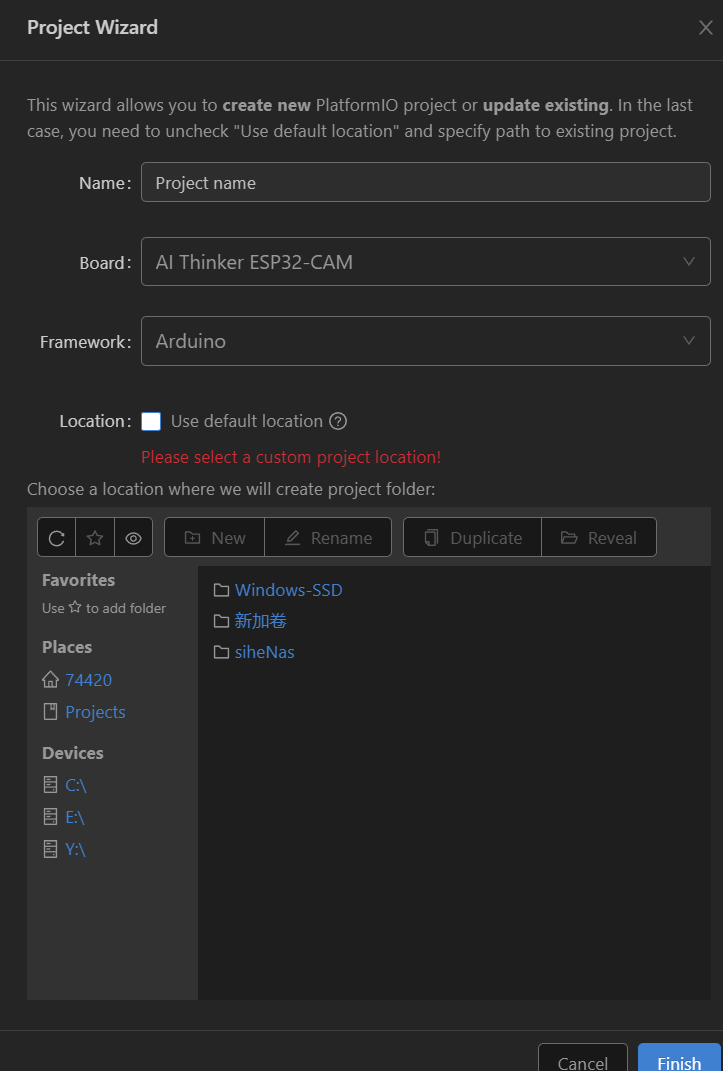 Project Wizard
This wizard allows you to create new PlatformIO project or update existing. In the last
case, you need to uncheck "Use default location" and specify path to existing project.
Name: Project name
Board: AI Thinker ESP32-CAM
Framework: Arduino
Location: Use default location
Please select a custom project location!
Choose a location where we will create project folder:
New Rename Duplicate Reveal
Favorites
Use to add folder
Places
74420
Projects
Devices
C:\
E:\
Y:\
Windows-SSD
新加卷
siheNas
Cancel Finish